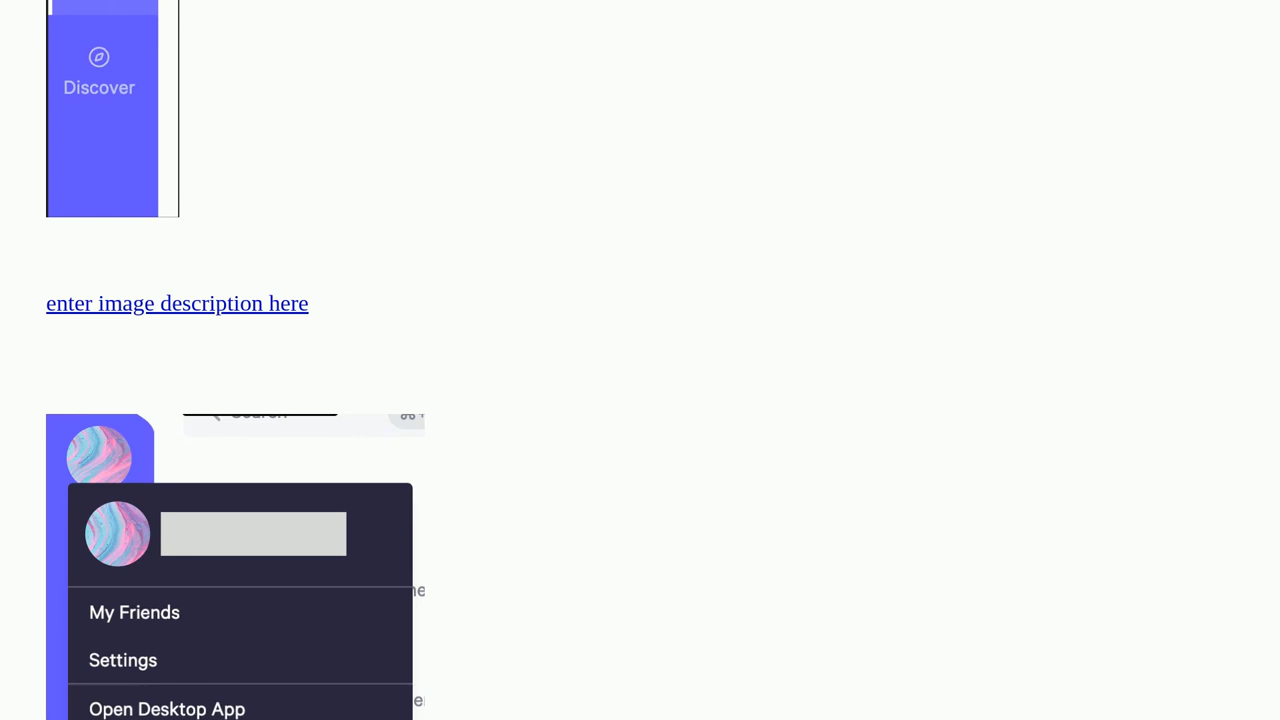 Discover
enter image description here
My Friends
Settings
Open Desktop App